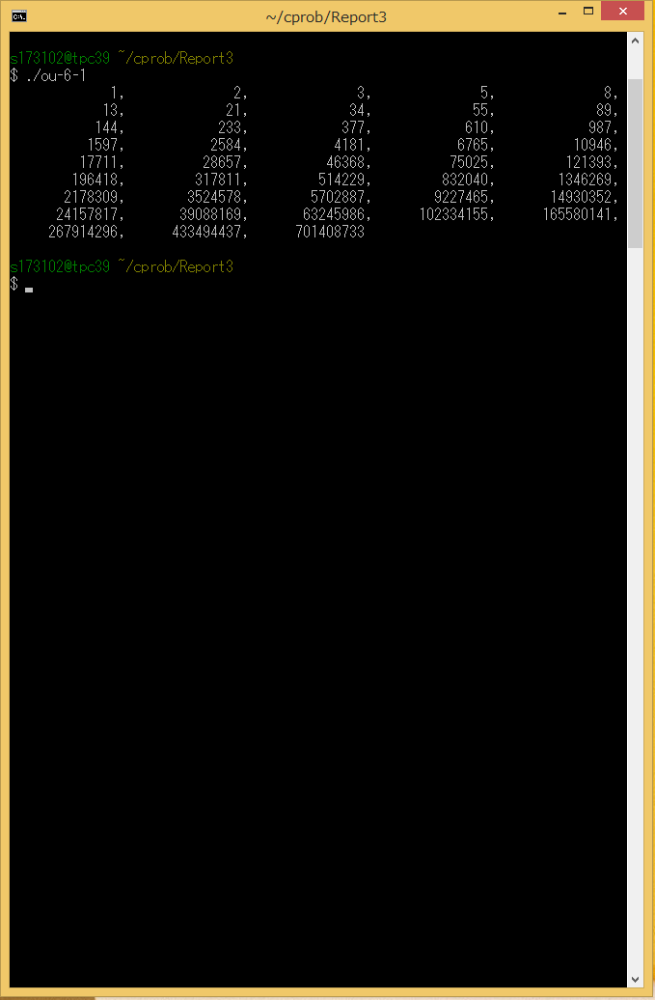 ~/cprob/Report3
s173102@tpc39 ~/cprob/Report3
$ ./ou-6-1
1, 2, 3, 5, 8,
13, 21, 34, 55, 89,
144, 233, 377, 610, 987,
1597, 2584, 4181, 6765, 10946,
17711, 28657, 46368, 75025, 121393,
196418, 317811, 514229, 832040, 1346269,
2178309, 3524578, 5702887, 9227465, 14930352,
24157817, 39088169, 63245986, 102334155, 165580141,
267914296, 433494437, 701408733
s173102@tpc39 ~/cprob/Report3
$